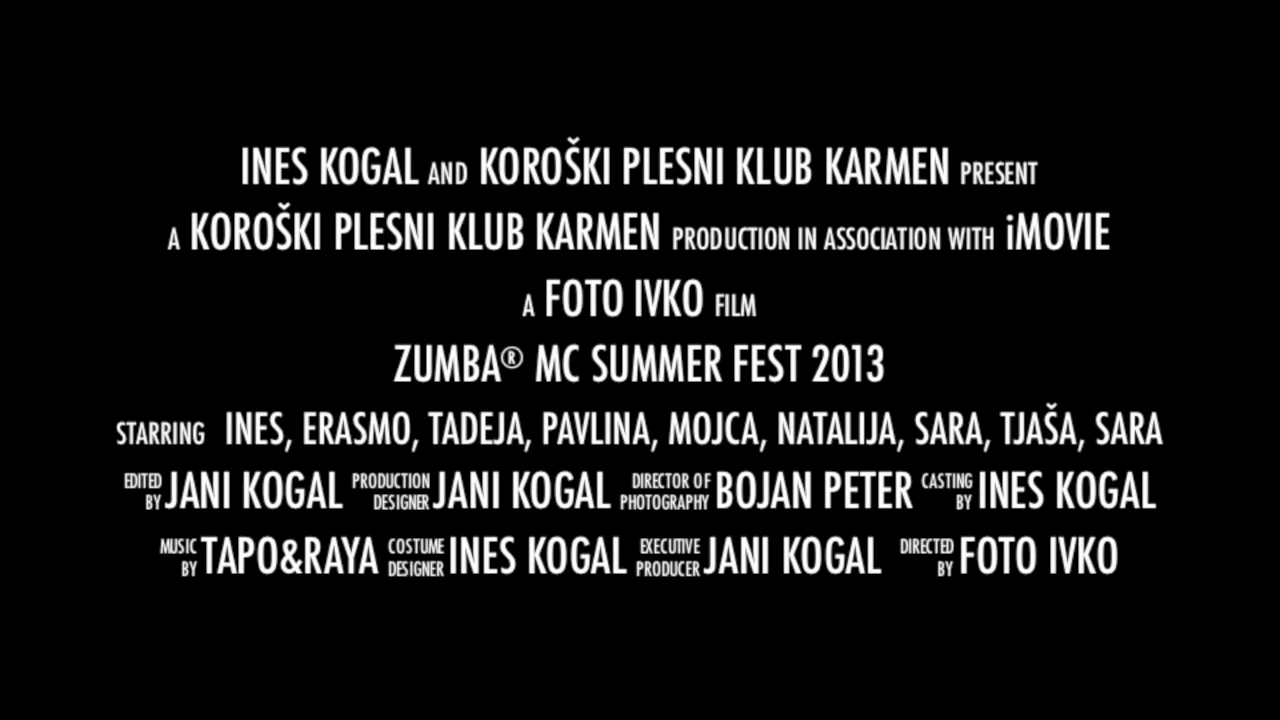 INES KOGAL AND KOROŠKI PLESNI KLUB KARMEN PRESENT
A KOROŠKI PLESNI KLUB KARMEN PRODUCTION IN ASSOCIATION WITH iMOVIE
A FOTO IVKO FILM
ZUMBA® MC SUMMER FEST 2013
STARRING INES, ERASMO, TADEJA, PAVLINA, MOJCA, NATALIJA, SARA, TJAŠA, SARA
EDITED BY JANI KOGAL PRODUCTION DESIGNER JANI KOGAL DIRECTOR OF PHOTOGRAPHY BOJAN PETER CASTING BY INES KOGAL
MUSIC BY TAPO&RAYA COSTUME DESIGNER INES KOGAL EXECUTIVE PRODUCER JANI KOGAL DIRECTED BY FOTO IVKO